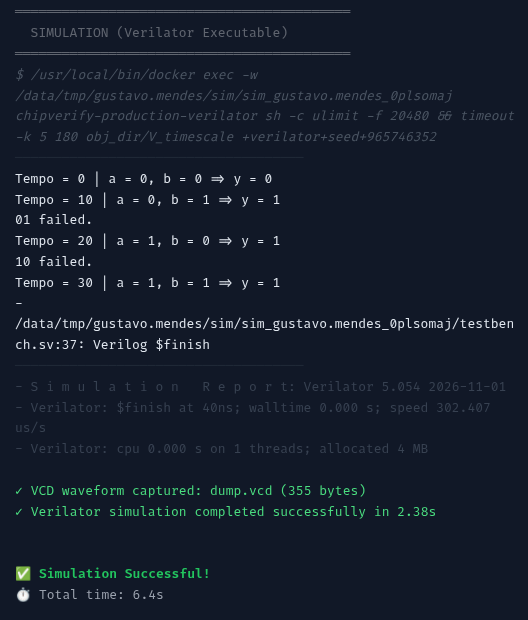 SIMULATION (Verilator Executable)
$ /usr/local/bin/docker exec -w
/data/tmp/gustavo.mendes/sim/sim_gustavo.mendes_0plsomaj
chipverify-production-verilator sh -c ulimit -f 20480 && timeout
-k 5 180 obj_dir/V_timescale +verilator+seed+965746352
Tempo = 0 | a = 0, b = 0 => y = 0
Tempo = 10 | a = 0, b = 1 => y = 1
01 failed.
Tempo = 20 | a = 1, b = 0 => y = 1
10 failed.
Tempo = 30 | a = 1, b = 1 => y = 1
-
/data/tmp/gustavo.mendes/sim/sim_gustavo.mendes_0plsomaj/testben
ch.sv:37: Verilog $finish
- S i m u l a t i o n   R e p o r t: Verilator 5.054 2026-11-01
- Verilator: $finish at 40ns; walltime 0.000 s; speed 302.407
us/s
- Verilator: cpu 0.000 s on 1 threads; allocated 4 MB
✓ VCD waveform captured: dump.vcd (355 bytes)
✓ Verilator simulation completed successfully in 2.38s
✅ Simulation Successful!
⏱️ Total time: 6.4s